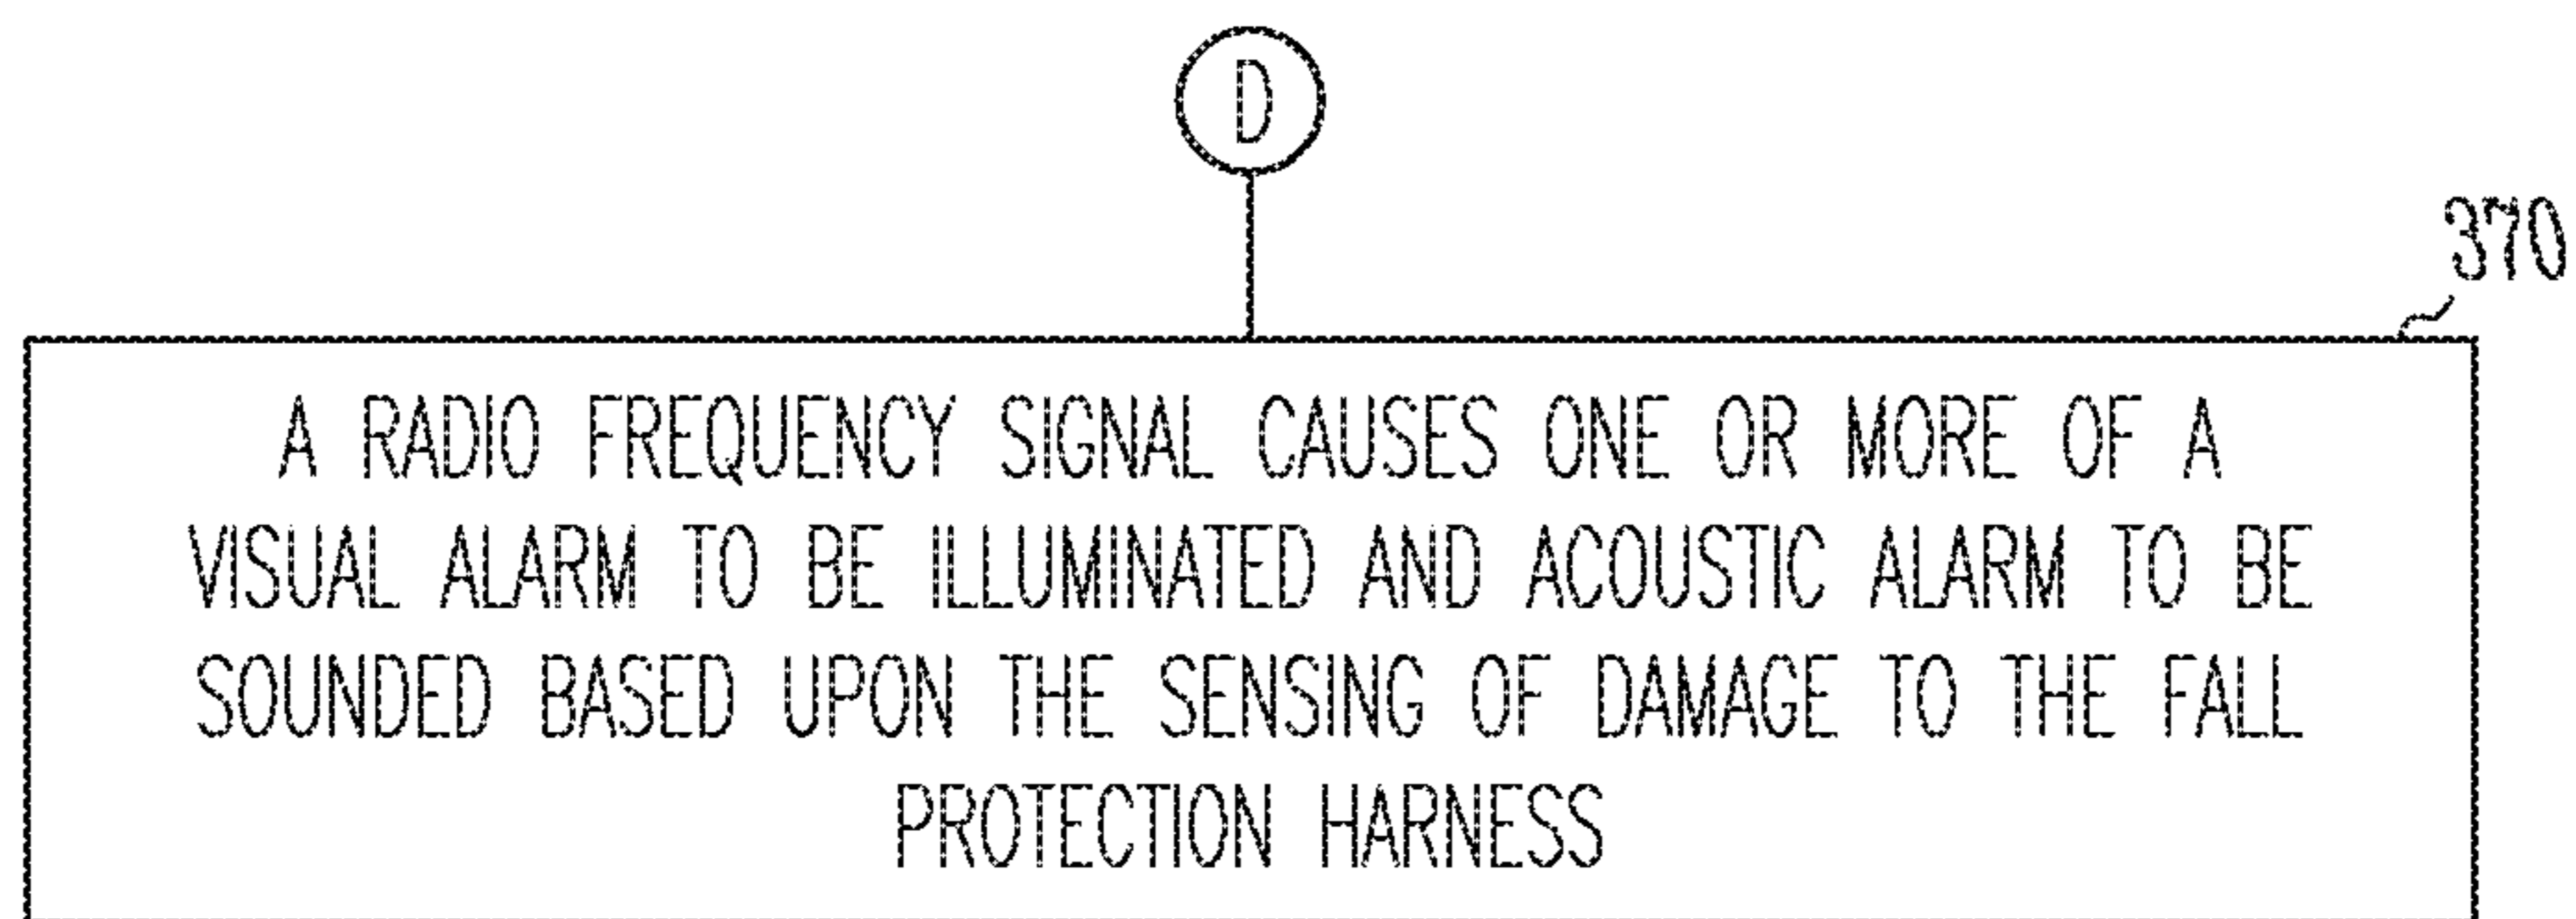 D
370
A RADIO FREQUENCY SIGNAL CAUSES ONE OR MORE OF A
VISUAL ALARM TO BE ILLUMINATED AND ACOUSTIC ALARM TO BE
SOUNDED BASED UPON THE SENSING OF DAMAGE TO THE FALL
PROTECTION HARNESS